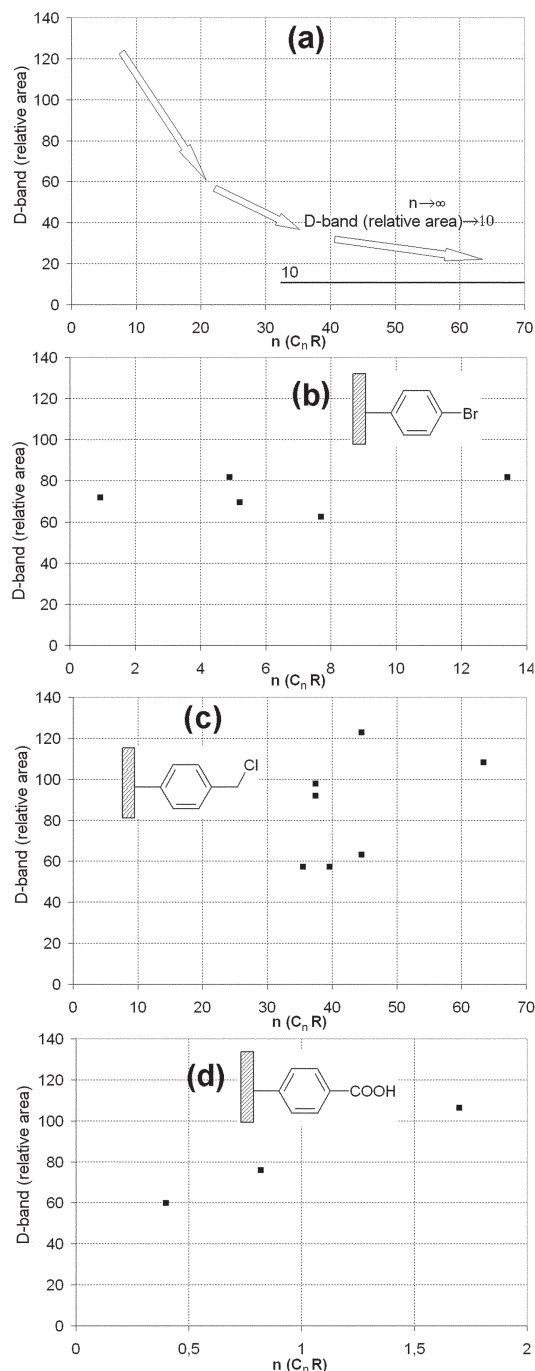 (a)
D-band (relative area)
140
120
100
80
60
40
20
0
n→∞
D-band (relative area)→10
10
0 10 20 30 40 50 60 70
n (CnR)
(b)
Br
D-band (relative area)
140
120
100
80
60
40
20
0
0 2 4 6 8 10 12 14
n (CnR)
(c)
Cl
D-band (relative area)
140
120
100
80
60
40
20
0
0 10 20 30 40 50 60 70
n (CnR)
(d)
COOH
D-band (relative area)
140
120
100
80
60
40
20
0
0 0,5 1 1,5 2
n (CnR)